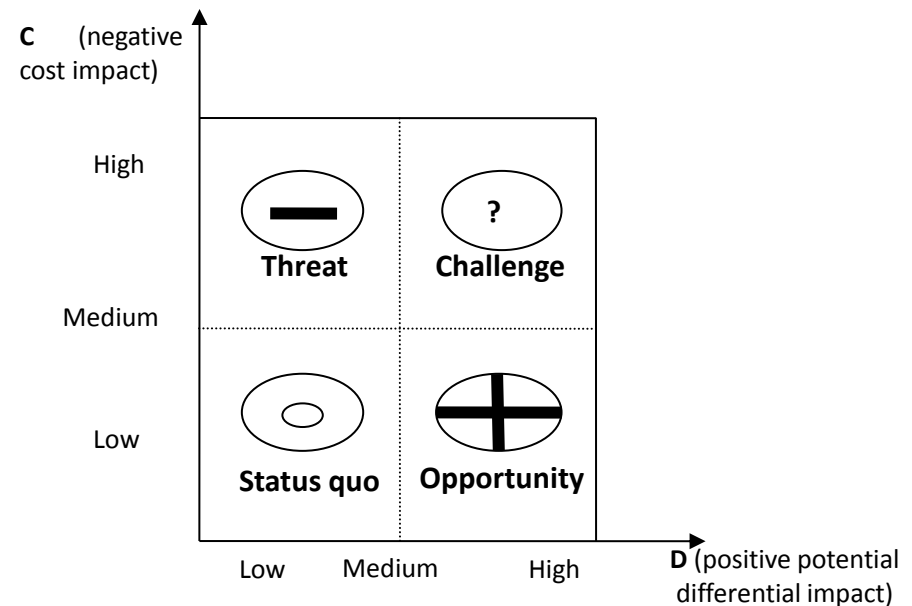 C (negative
cost impact)
High
?
Threat
Challenge
Medium
Low
Status quo
Opportunity
Low
Medium
High
D (positive potential
differential impact)